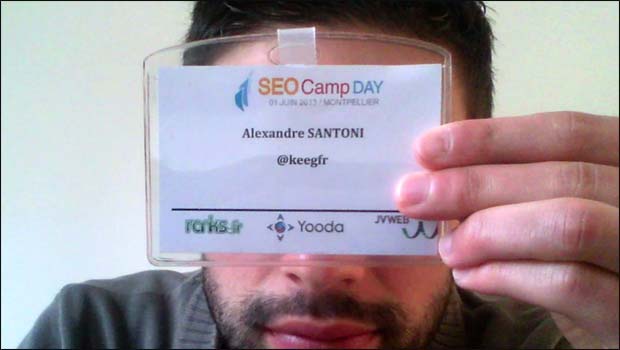 SEO Camp DAY
01 JUIN 2013 / MONTPELLIER
Alexandre SANTONI
@keegfr
ranks.fr Yooda JVWEB